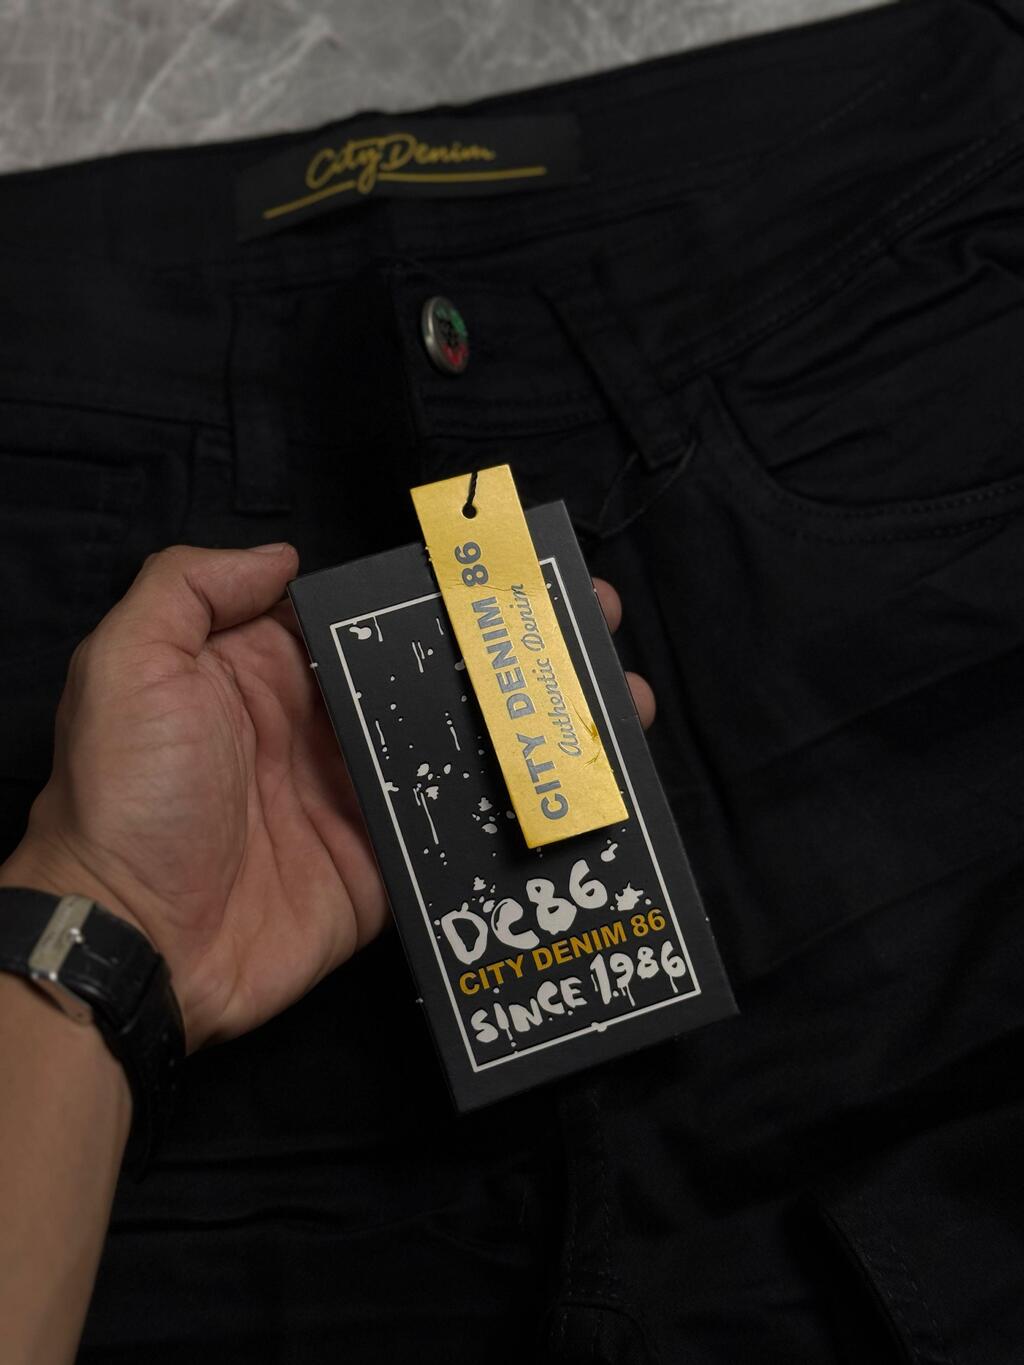 City Denim
CITY DENIM 86
Authentic Denim
DC86
CITY DENIM 86
SINCE 1986